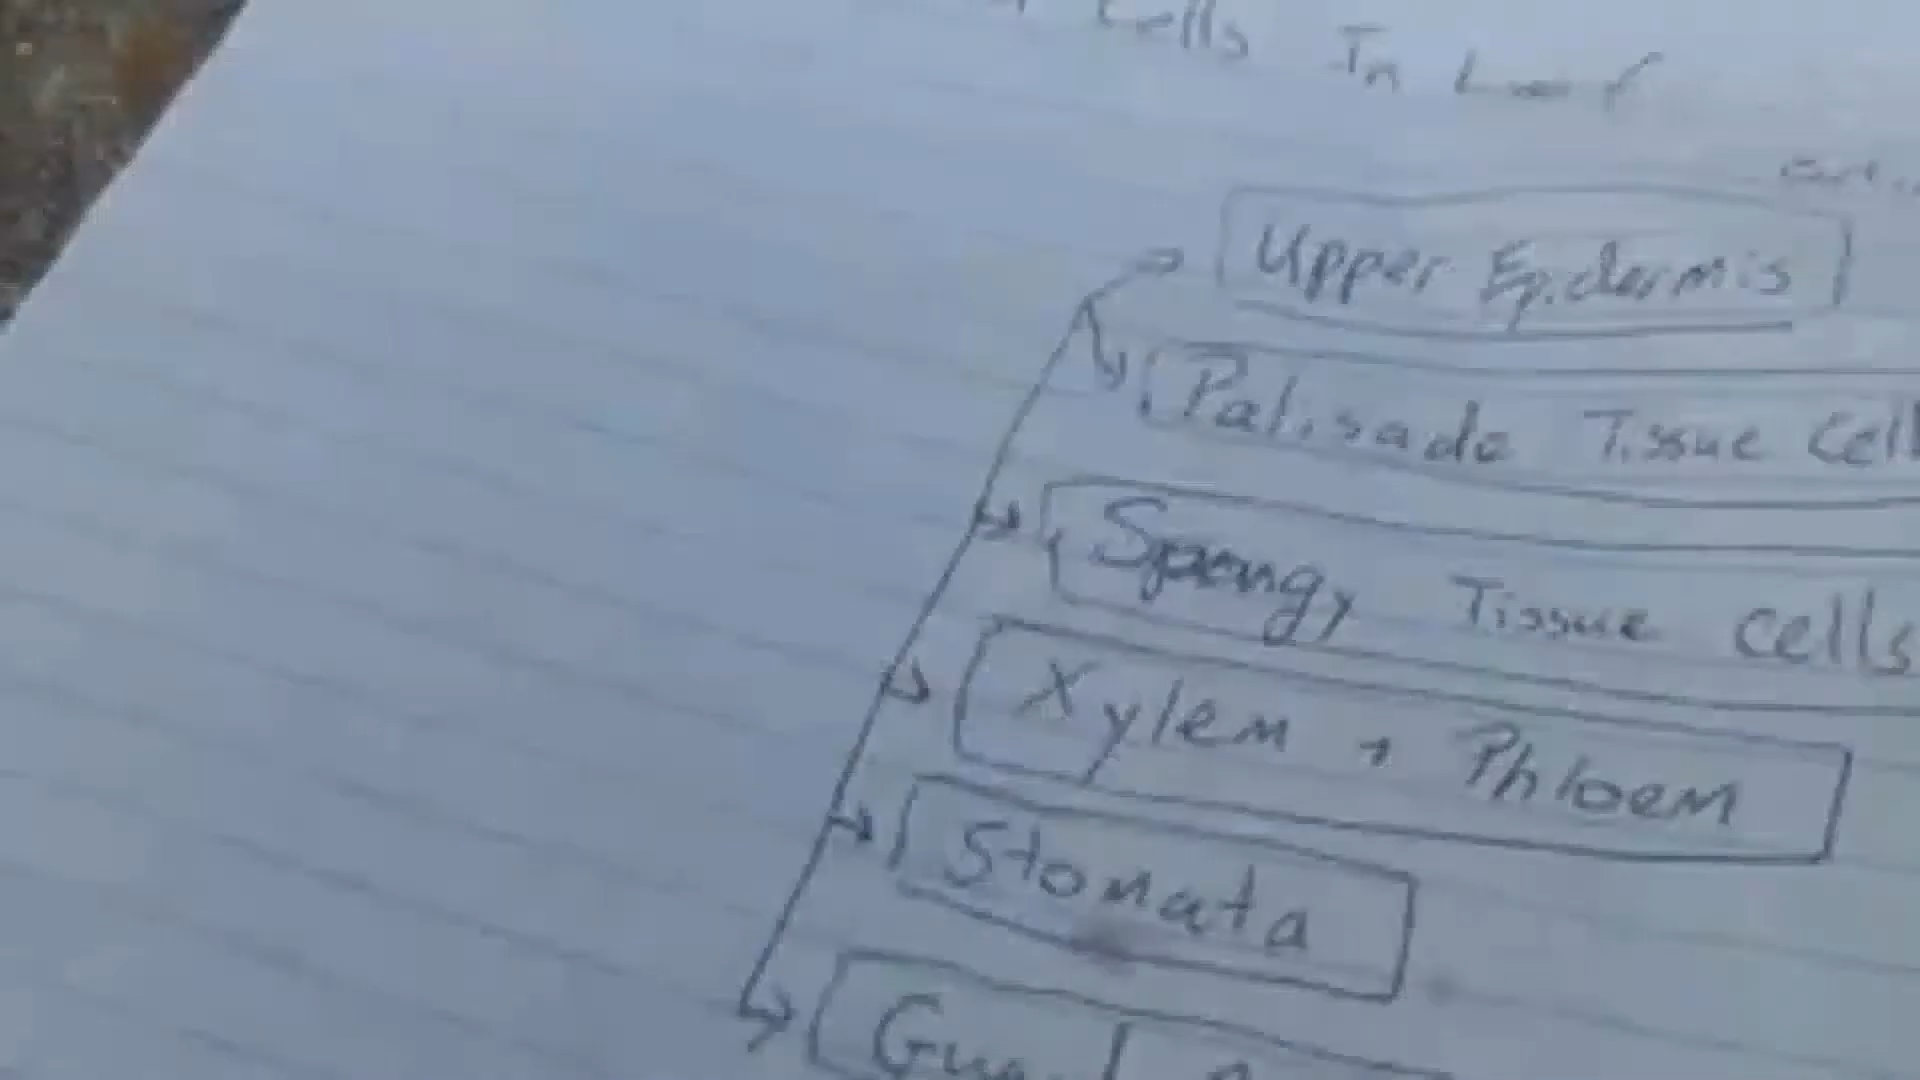 Cells In Leaf
Upper Epidermis
Palisade Tissue Cell
Spongy Tissue Cells
Xylem + Phloem
Stomata